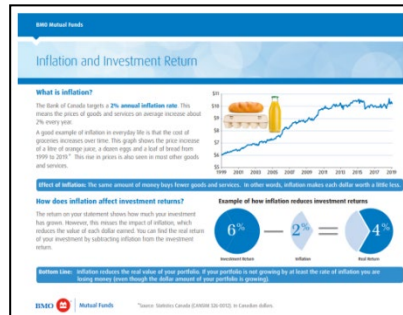 BMO Mutual Funds
Inflation and Investment Return
What is inflation?
The Bank of Canada targets a 2% annual inflation rate. This
means the prices of goods and services on average increase about
2% every year.
A good example of inflation in everyday life is that the cost of
groceries increases over time. This graph shows the price increase
of a litre of orange juice, a dozen eggs and a loaf of bread from
1999 to 2019.* This rise in prices is also seen in most other goods
and services.
$11
$10
$9
$8
$7
$6
$5
1999 2001 2003 2005 2007 2009 2011 2013 2015 2017 2019
Effect of Inflation: The same amount of money buys fewer goods and services. In other words, inflation makes each dollar worth a little less.
How does inflation affect investment returns?
The return on your statement shows how much your investment
has grown. However, this misses the impact of inflation, which
reduces the value of each dollar earned. You can find the real return
of your investment by subtracting inflation from the investment
return.
Example of how inflation reduces investment returns
6% – 2% = 4%
Investment Return Inflation Real Return
Bottom Line: Inflation reduces the real value of your portfolio. If your portfolio is not growing by at least the rate of inflation you are
losing money (even though the dollar amount of your portfolio is growing).
BMO Mutual Funds *Source: Statistics Canada (CANSIM 326-0012). In Canadian dollars.